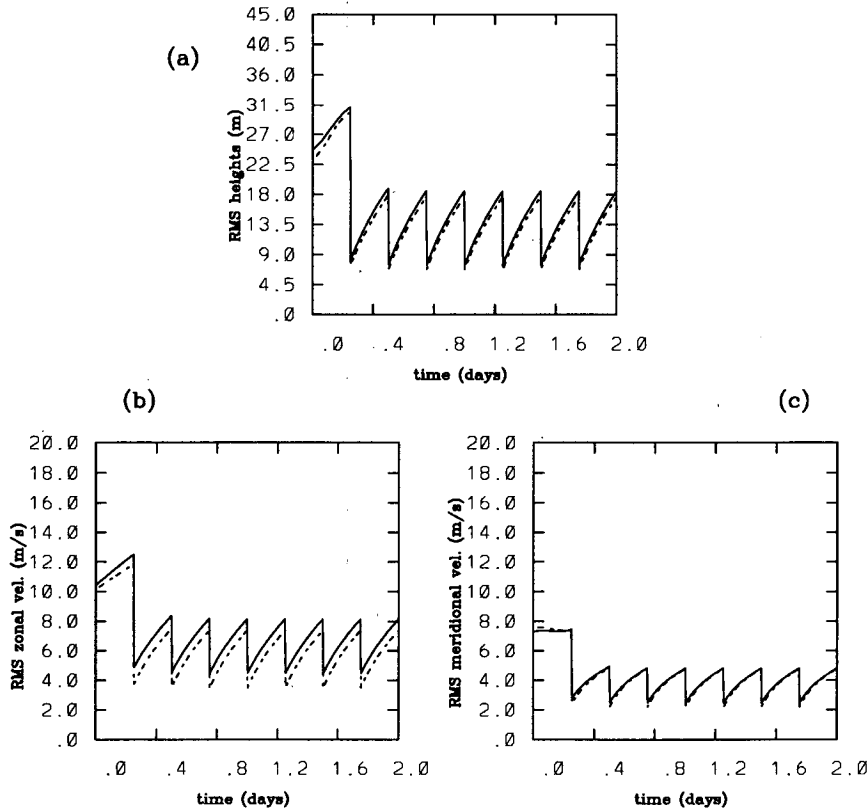 (a)
45.0
40.5
36.0
31.5
27.0
22.5
18.0
13.5
9.0
4.5
.0
RMS heights (m)
.0 .4 .8 1.2 1.6 2.0
time (days)
(b)
20.0
18.0
16.0
14.0
12.0
10.0
8.0
6.0
4.0
2.0
.0
RMS zonal vel. (m/s)
.0 .4 .8 1.2 1.6 2.0
time (days)
(c)
20.0
18.0
16.0
14.0
12.0
10.0
8.0
6.0
4.0
2.0
.0
RMS meridional vel. (m/s)
.0 .4 .8 1.2 1.6 2.0
time (days)